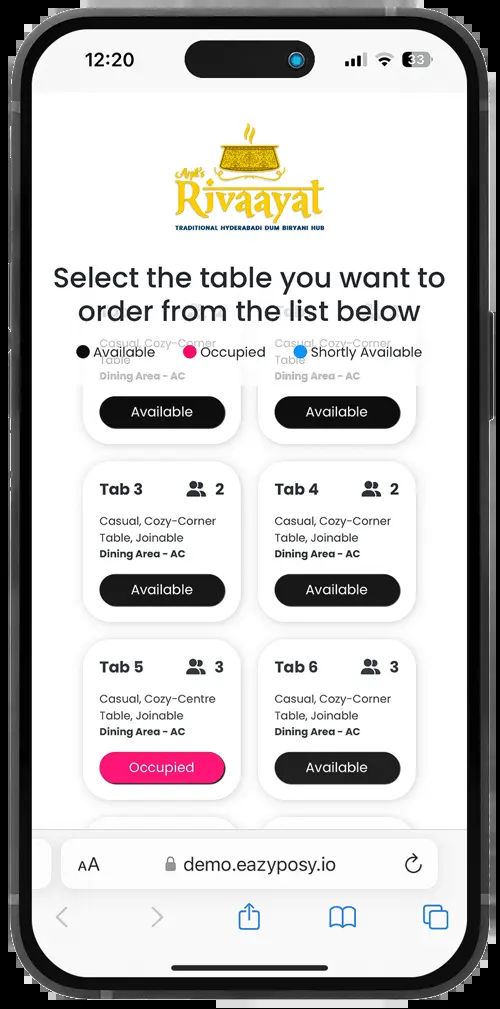 12:20
33
Arpit's
Rivaayat
TRADITIONAL HYDERABADI DUM BIRYANI HUB
Select the table you want to
order from the list below
Available Occupied Shortly Available
Casual, Cozy-Corner Casual, Cozy-Corner
Table Table
Dining Area - AC Dining Area - AC
Available Available
Tab 3 2 Tab 4 2
Casual, Cozy-Corner Casual, Cozy-Corner
Table, Joinable Table, Joinable
Dining Area - AC Dining Area - AC
Available Available
Tab 5 3 Tab 6 3
Casual, Cozy-Centre Casual, Cozy-Corner
Table, Joinable Table, Joinable
Dining Area - AC Dining Area - AC
Occupied Available
AA demo.eazyposy.io